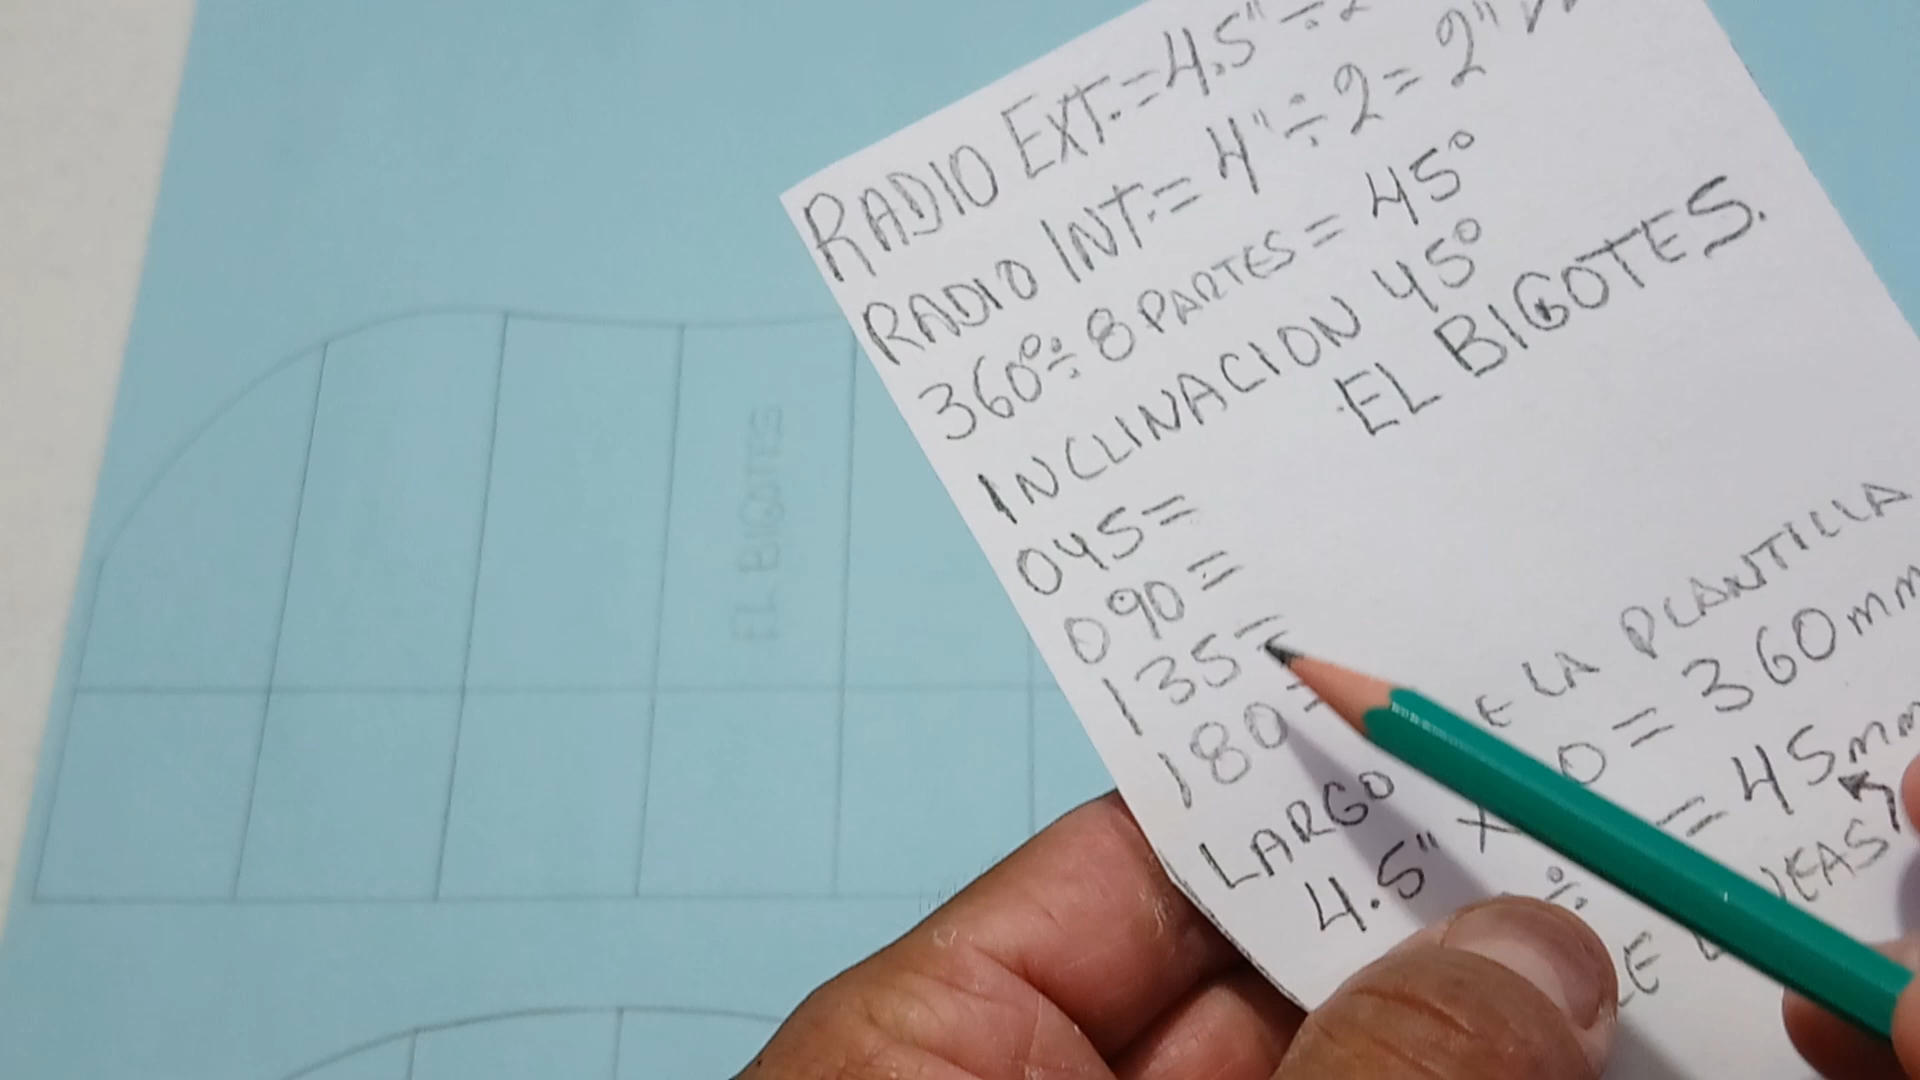 RADIO EXT.=4.5"÷2
RADIO INT.= 4"÷2= 2"
360°÷ 8 PARTES = 45°
INCLINACION 45°
EL BIGOTES.
045=
090=
135=
180=
LARGO E LA PLANTILLA
4.5" X 0 = 360mm
÷ = 45mm
EL BIGOTES